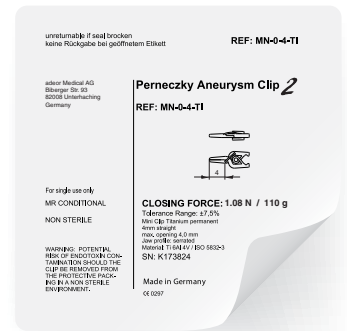 unreturnable if seal brocken
keine Rückgabe bei geöffnetem Etikett
REF: MN-0-4-TI
adeor Medical AG
Biberger Str. 93
82008 Unterhaching
Germany
Perneczky Aneurysm Clip 2
REF: MN-0-4-TI
4
For single use only
MR CONDITIONAL
NON STERILE
WARNING: POTENTIAL
RISK OF ENDOTOXIN CON-
TAMINATION SHOULD THE
CLIP BE REMOVED FROM
THE PROTECTIVE PACK-
ING IN A NON STERILE
ENVIRONMENT.
CLOSING FORCE: 1.08 N / 110 g
Tolerance Range: ±7,5%
Mini Clip Titanium permanent
4mm straight
max, opening 4,0 mm
Jaw profile: serrated
Material: Ti 6Al 4V / ISO 5832-3
SN: K173824
Made in Germany
CE 0297